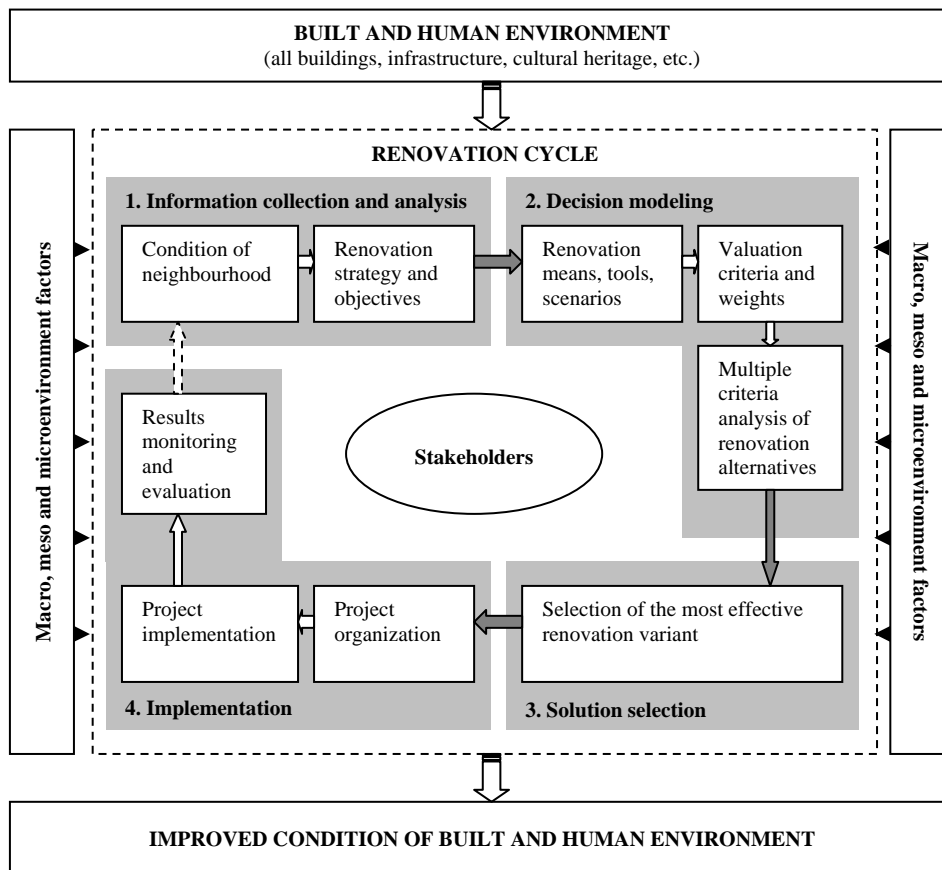 BUILT AND HUMAN ENVIRONMENT
(all buildings, infrastructure, cultural heritage, etc.)
Macro, meso and microenvironment factors
RENOVATION CYCLE
1. Information collection and analysis
Condition of
neighbourhood
Renovation
strategy and
objectives
2. Decision modeling
Renovation
means, tools,
scenarios
Valuation
criteria and
weights
Multiple
criteria
analysis of
renovation
alternatives
Results
monitoring
and
evaluation
Stakeholders
Project
implementation
Project
organization
4. Implementation
Selection of the most effective
renovation variant
3. Solution selection
Macro, meso and microenvironment
factors
IMPROVED CONDITION OF BUILT AND HUMAN ENVIRONMENT